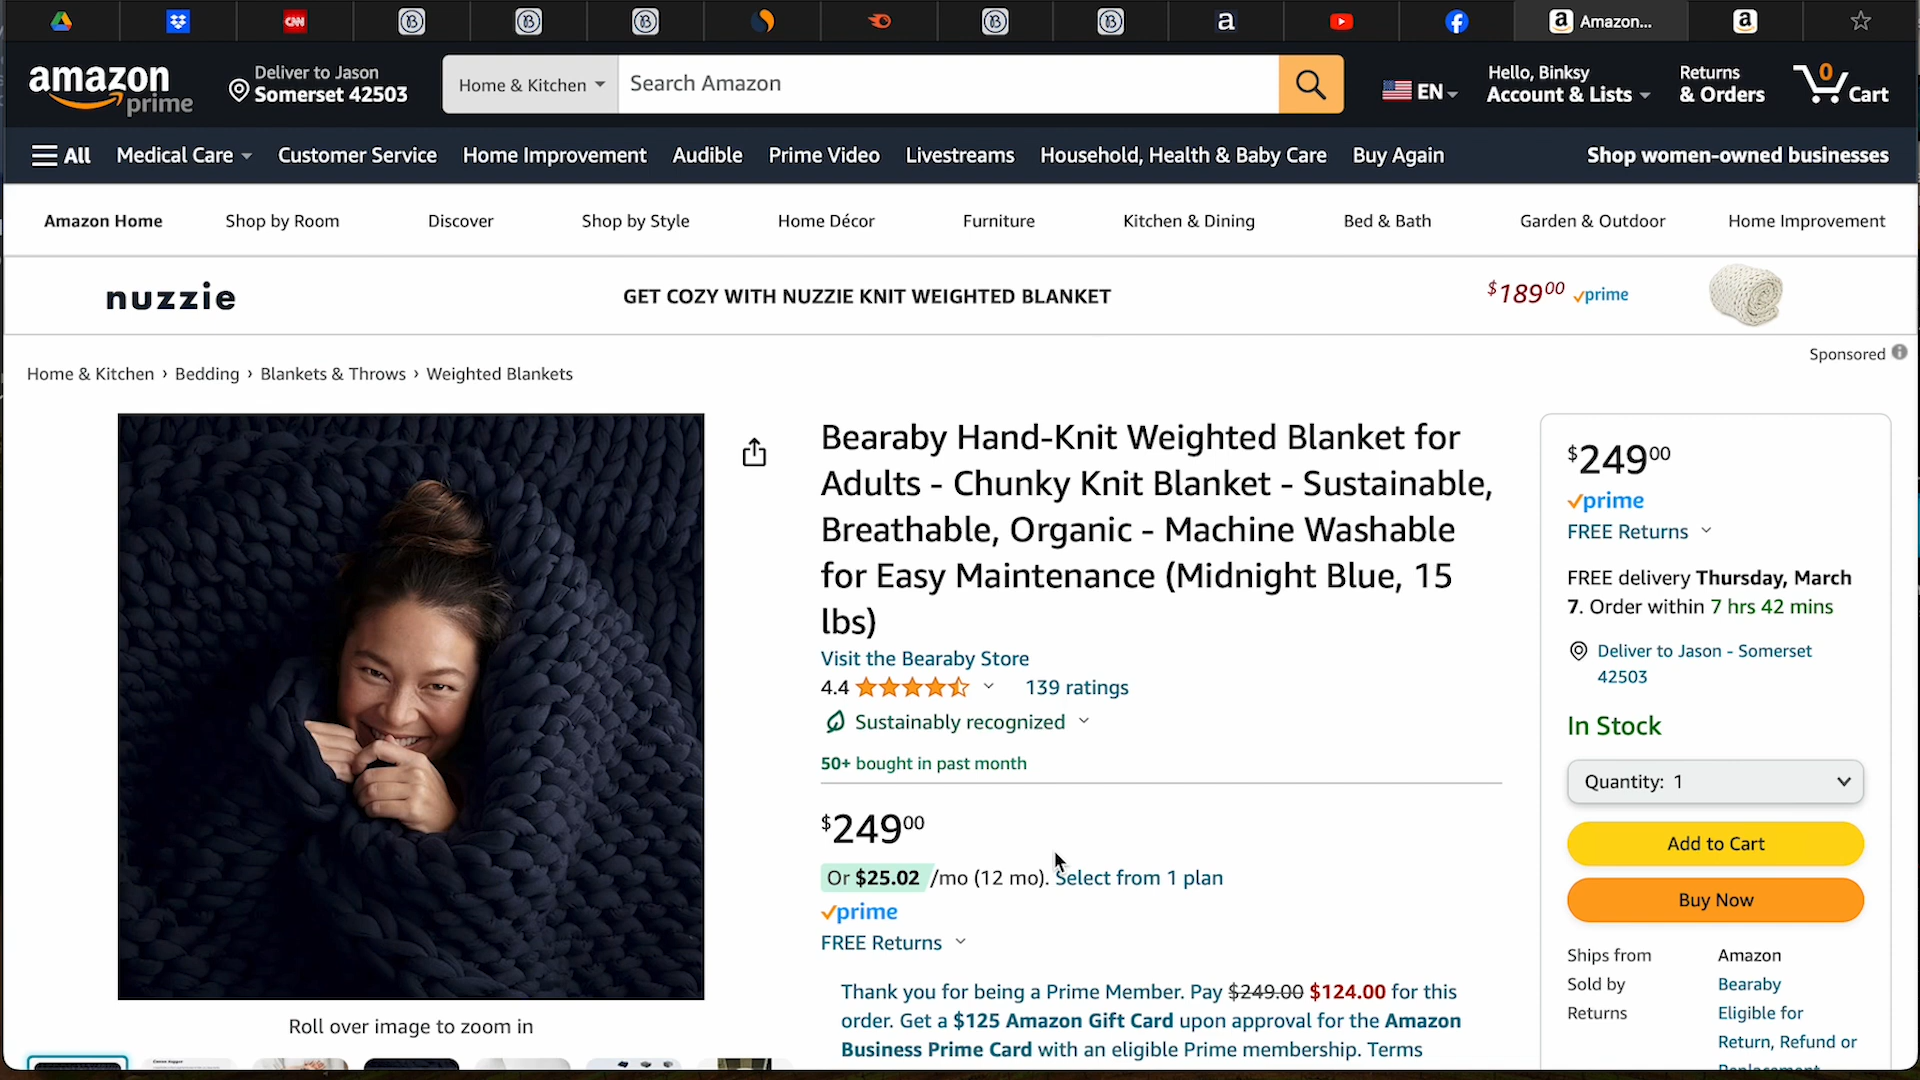 CNN
a
Amazon...
amazon
prime
Deliver to Jason
Somerset 42503
Home & Kitchen
Search Amazon
EN
Hello, Binksy
Account & Lists
Returns
& Orders
0
Cart
All
Medical Care
Customer Service
Home Improvement
Audible
Prime Video
Livestreams
Household, Health & Baby Care
Buy Again
Shop women-owned businesses
Amazon Home
Shop by Room
Discover
Shop by Style
Home Décor
Furniture
Kitchen & Dining
Bed & Bath
Garden & Outdoor
Home Improvement
nuzzie
GET COZY WITH NUZZIE KNIT WEIGHTED BLANKET
$18900 prime
Sponsored
Home & Kitchen › Bedding › Blankets & Throws › Weighted Blankets
Bearaby Hand-Knit Weighted Blanket for
Adults - Chunky Knit Blanket - Sustainable,
Breathable, Organic - Machine Washable
for Easy Maintenance (Midnight Blue, 15
lbs)
Visit the Bearaby Store
4.4 139 ratings
Sustainably recognized
50+ bought in past month
$24900
Or $25.02 /mo (12 mo). Select from 1 plan
prime
FREE Returns
Thank you for being a Prime Member. Pay $249.00 $124.00 for this
order. Get a $125 Amazon Gift Card upon approval for the Amazon
Business Prime Card with an eligible Prime membership. Terms
Roll over image to zoom in
$24900
prime
FREE Returns
FREE delivery Thursday, March
7. Order within 7 hrs 42 mins
Deliver to Jason - Somerset
42503
In Stock
Quantity: 1
Add to Cart
Buy Now
Ships from Amazon
Sold by Bearaby
Returns Eligible for
Return, Refund or
Replacement